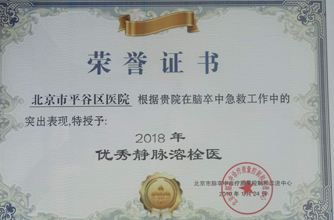 荣誉证书
北京市平谷区医院 根据贵院在脑卒中急救工作中的
突出表现,特授予:
2018 年
优秀静脉溶栓医
北京市脑卒中诊疗质量控制和改进中心